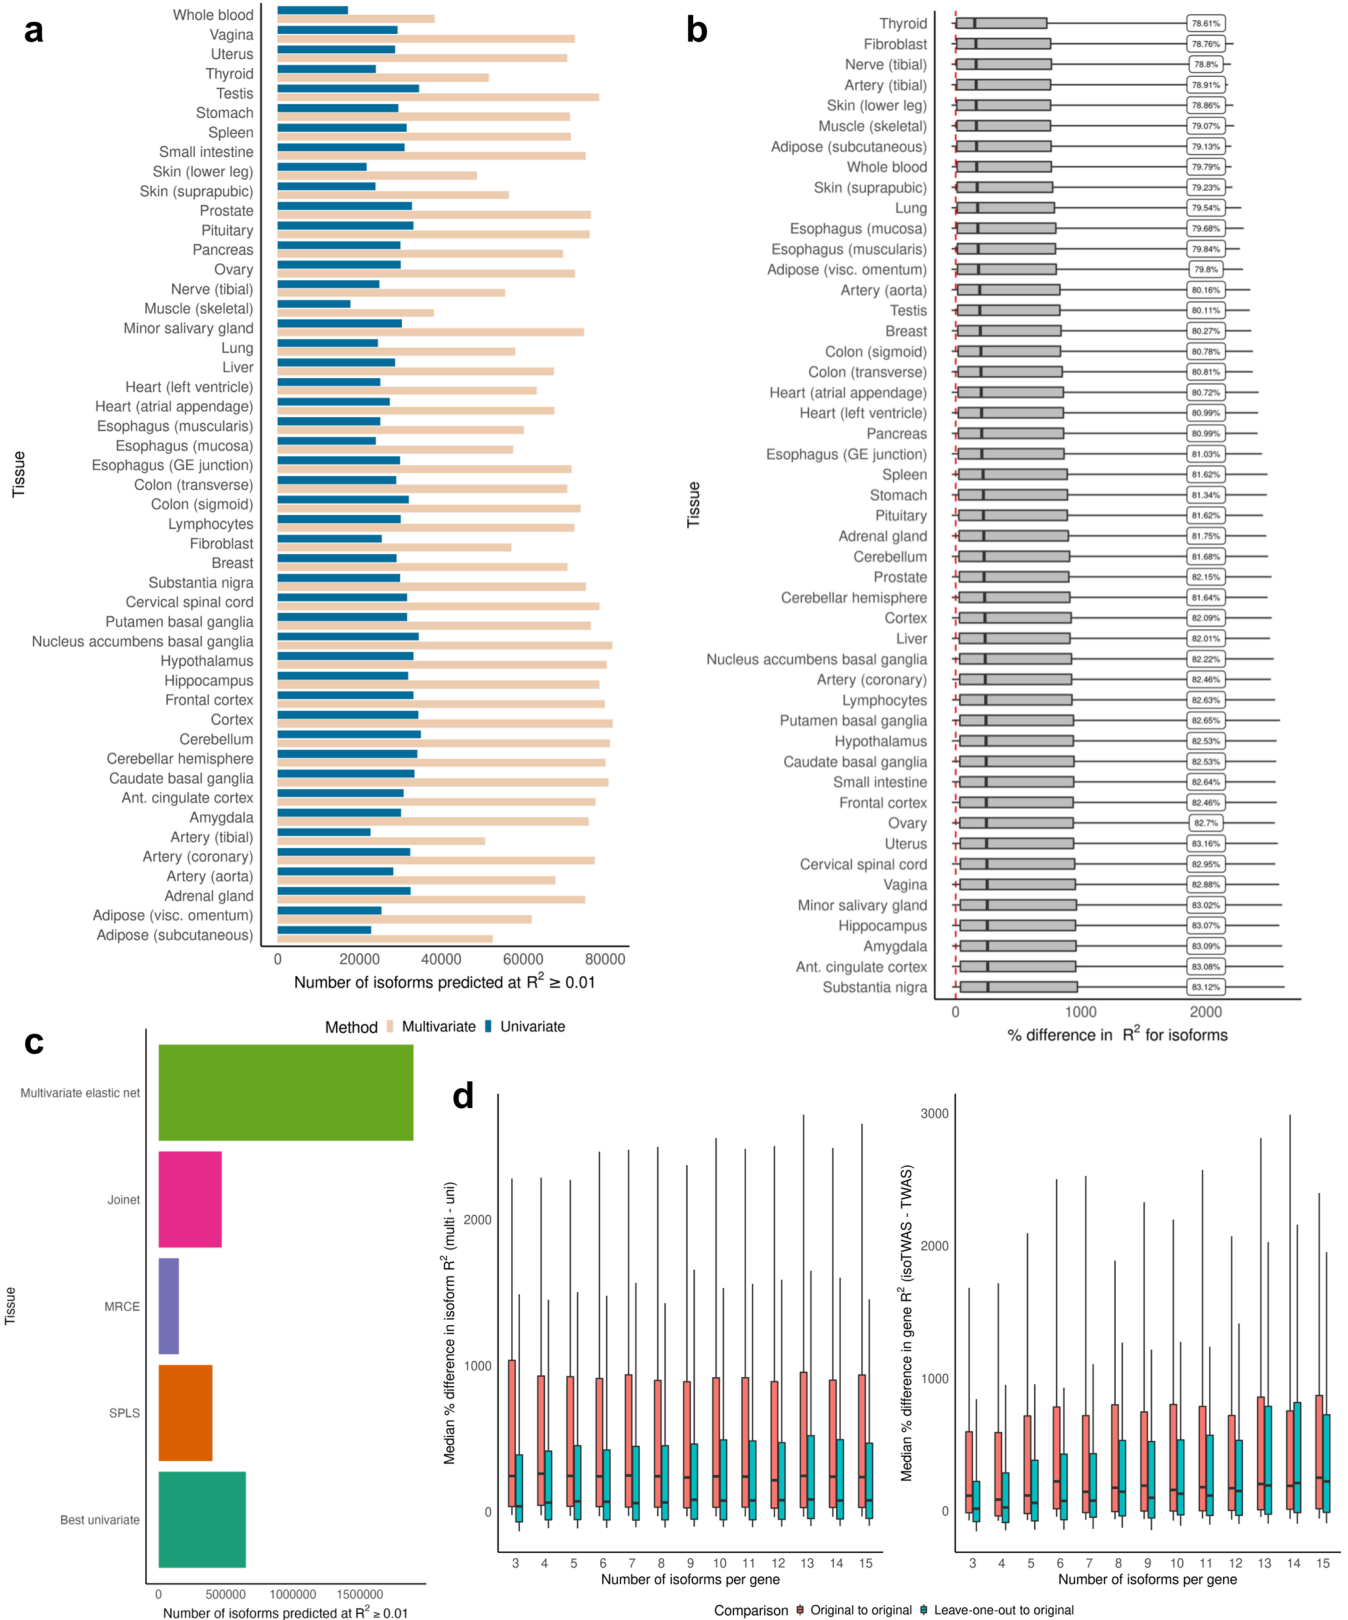 a
Tissue
Whole blood
Vagina
Uterus
Thyroid
Testis
Stomach
Spleen
Small intestine
Skin (lower leg)
Skin (suprapubic)
Prostate
Pituitary
Pancreas
Ovary
Nerve (tibial)
Muscle (skeletal)
Minor salivary gland
Lung
Liver
Heart (left ventricle)
Heart (atrial appendage)
Esophagus (muscularis)
Esophagus (mucosa)
Esophagus (GE junction)
Colon (transverse)
Colon (sigmoid)
Lymphocytes
Fibroblast
Breast
Substantia nigra
Cervical spinal cord
Putamen basal ganglia
Nucleus accumbens basal ganglia
Hypothalamus
Hippocampus
Frontal cortex
Cortex
Cerebellum
Cerebellar hemisphere
Caudate basal ganglia
Ant. cingulate cortex
Amygdala
Artery (tibial)
Artery (coronary)
Artery (aorta)
Adrenal gland
Adipose (visc. omentum)
Adipose (subcutaneous)
0 20000 40000 60000 80000
Number of isoforms predicted at R² ≥ 0.01
Method Multivariate Univariate
b
Tissue
Thyroid 78.61%
Fibroblast 78.76%
Nerve (tibial) 78.8%
Artery (tibial) 78.91%
Skin (lower leg) 78.86%
Muscle (skeletal) 79.07%
Adipose (subcutaneous) 79.13%
Whole blood 79.79%
Skin (suprapubic) 79.23%
Lung 79.54%
Esophagus (mucosa) 79.68%
Esophagus (muscularis) 79.84%
Adipose (visc. omentum) 79.8%
Artery (aorta) 80.16%
Testis 80.11%
Breast 80.27%
Colon (sigmoid) 80.78%
Colon (transverse) 80.81%
Heart (atrial appendage) 80.72%
Heart (left ventricle) 80.99%
Pancreas 80.99%
Esophagus (GE junction) 81.03%
Spleen 81.62%
Stomach 81.34%
Pituitary 81.62%
Adrenal gland 81.75%
Cerebellum 81.68%
Prostate 82.15%
Cerebellar hemisphere 81.64%
Cortex 82.09%
Liver 82.01%
Nucleus accumbens basal ganglia 82.22%
Artery (coronary) 82.46%
Lymphocytes 82.63%
Putamen basal ganglia 82.65%
Hypothalamus 82.53%
Caudate basal ganglia 82.53%
Small intestine 82.64%
Frontal cortex 82.46%
Ovary 82.7%
Uterus 83.16%
Cervical spinal cord 82.95%
Vagina 82.88%
Minor salivary gland 83.02%
Hippocampus 83.07%
Amygdala 83.09%
Ant. cingulate cortex 83.08%
Substantia nigra 83.12%
0 1000 2000
% difference in R² for isoforms
c
Tissue
Multivariate elastic net
Joinet
MRCE
SPLS
Best univariate
0 500000 1000000 1500000
Number of isoforms predicted at R² ≥ 0.01
d
Median % difference in isoform R² (multi - uni)
2000
1000
0
3 4 5 6 7 8 9 10 11 12 13 14 15
Number of isoforms per gene
Median % difference in gene R² (isoTWAS - TWAS)
3000
2000
1000
0
3 4 5 6 7 8 9 10 11 12 13 14 15
Number of isoforms per gene
Comparison Original to original Leave-one-out to original